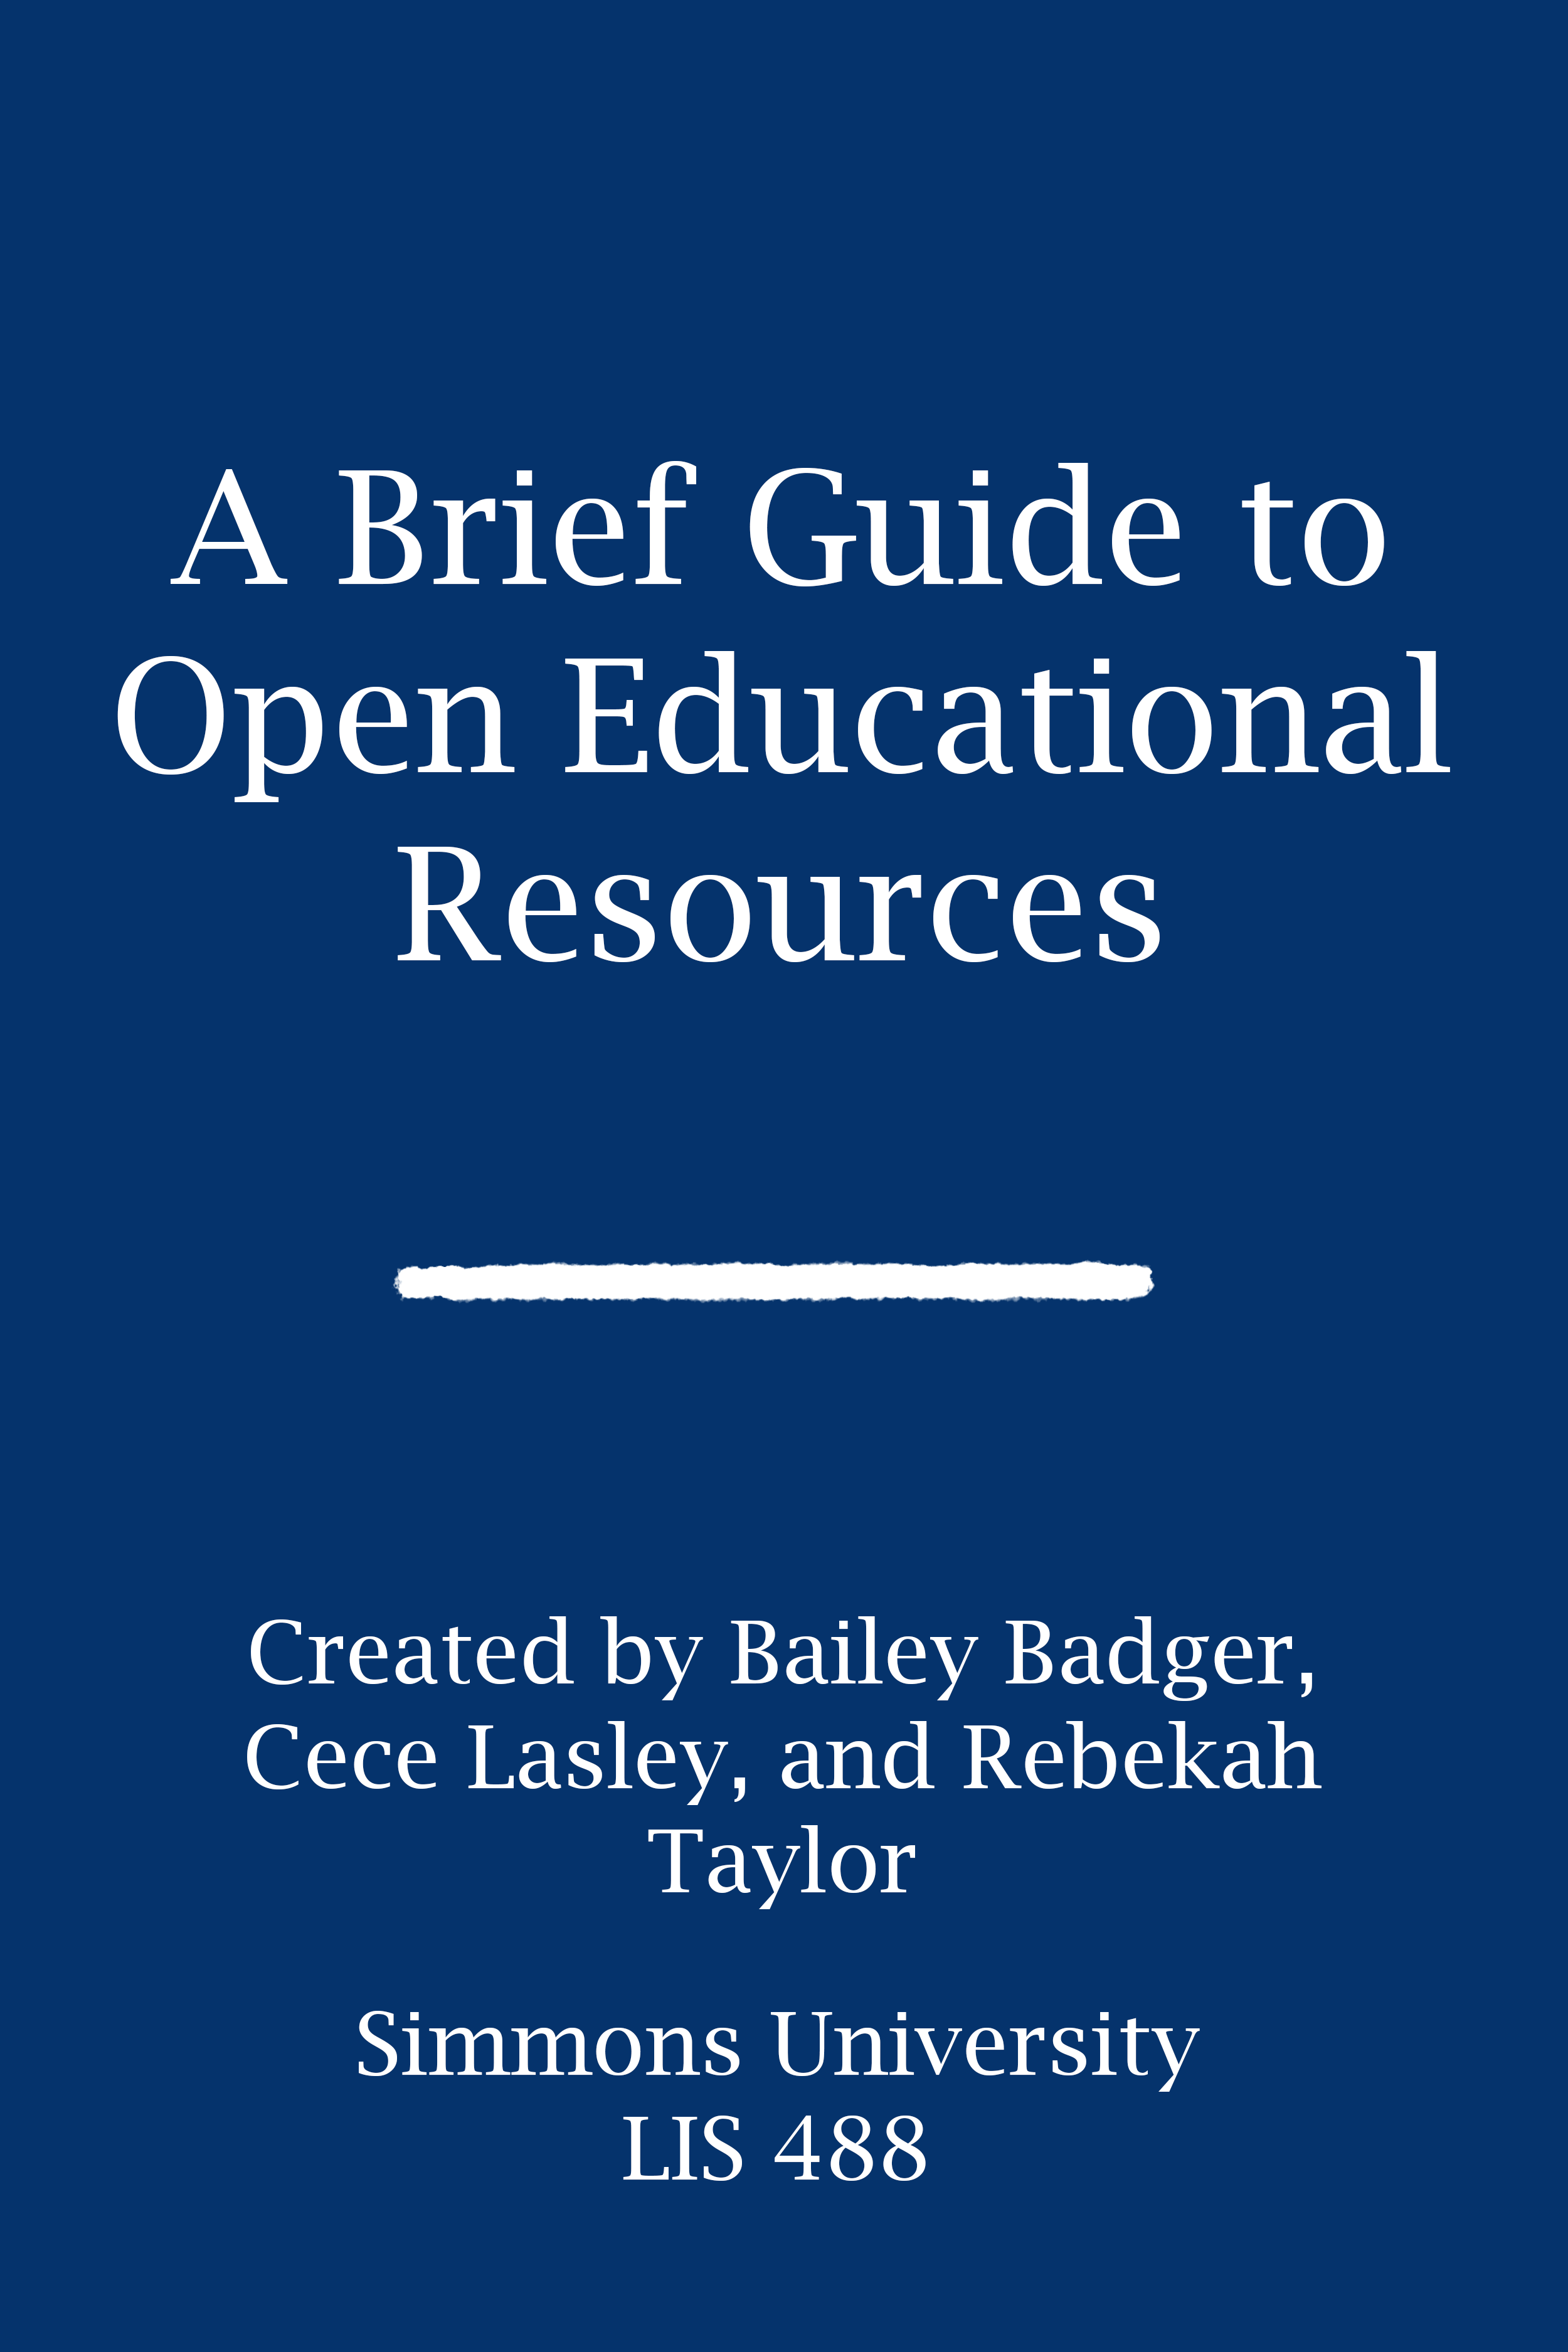 A Brief Guide to
Open Educational
Resources
Created by Bailey Badger,
Cece Lasley, and Rebekah
Taylor
Simmons University
LIS 488